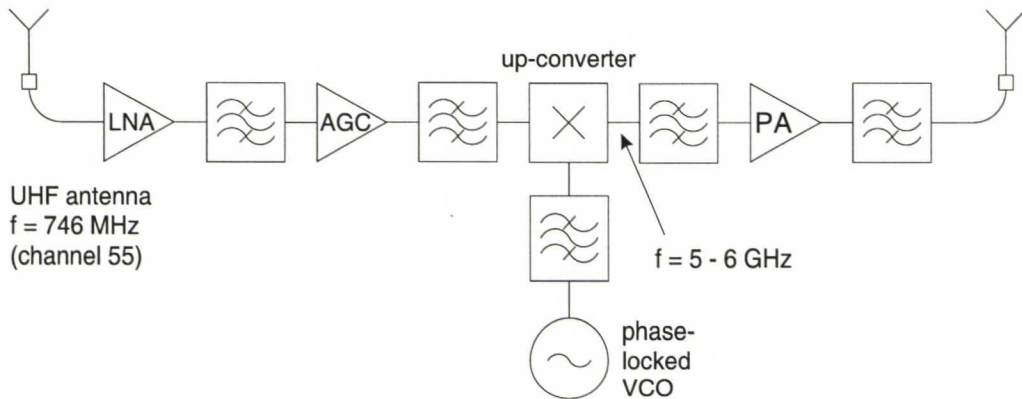 up-converter
LNA
AGC
PA
UHF antenna
f = 746 MHz
(channel 55)
f = 5 - 6 GHz
phase-
locked
VCO